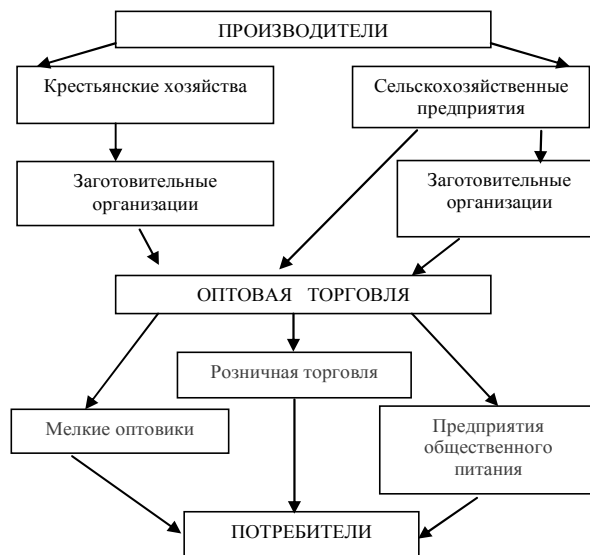 ПРОИЗВОДИТЕЛИ
Крестьянские хозяйства
Сельскохозяйственные
предприятия
Заготовительные
организации
Заготовительные
организации
ОПТОВАЯ ТОРГОВЛЯ
Розничная торговля
Мелкие оптовики
Предприятия
общественного
питания
ПОТРЕБИТЕЛИ